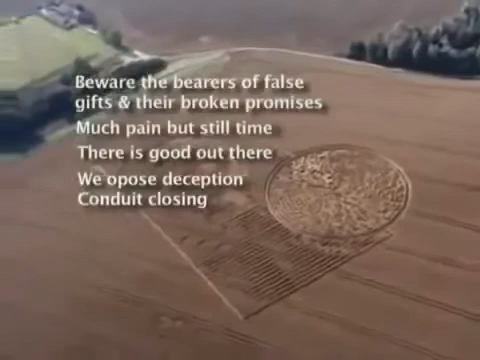 Beware the bearers of false
gifts & their broken promises
Much pain but still time
There is good out there
We opose deception
Conduit closing